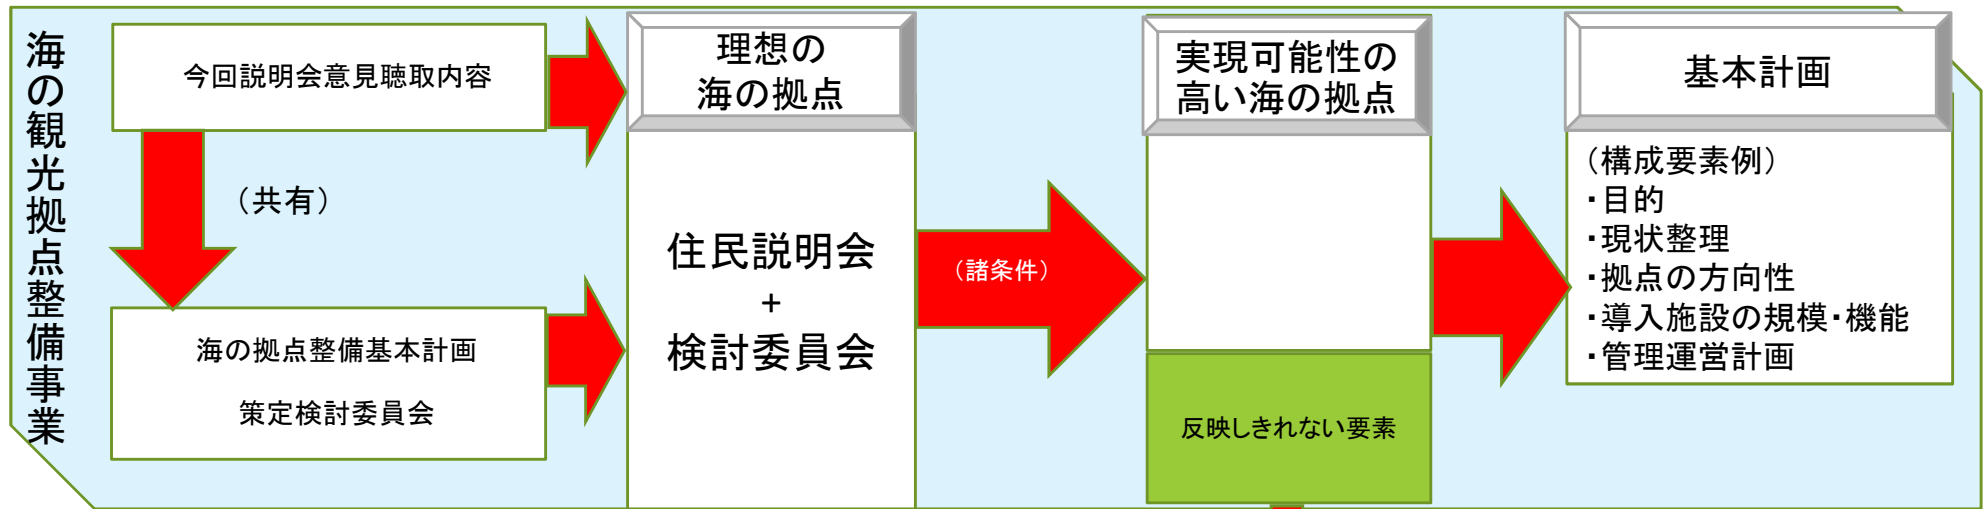 海の観光拠点整備事業
今回説明会意見聴取内容
（共有）
海の拠点整備基本計画
策定検討委員会
理想の
海の拠点
住民説明会
+
検討委員会
（諸条件）
実現可能性の
高い海の拠点
反映しきれない要素
基本計画
（構成要素例）
・目的
・現状整理
・拠点の方向性
・導入施設の規模・機能
・管理運営計画